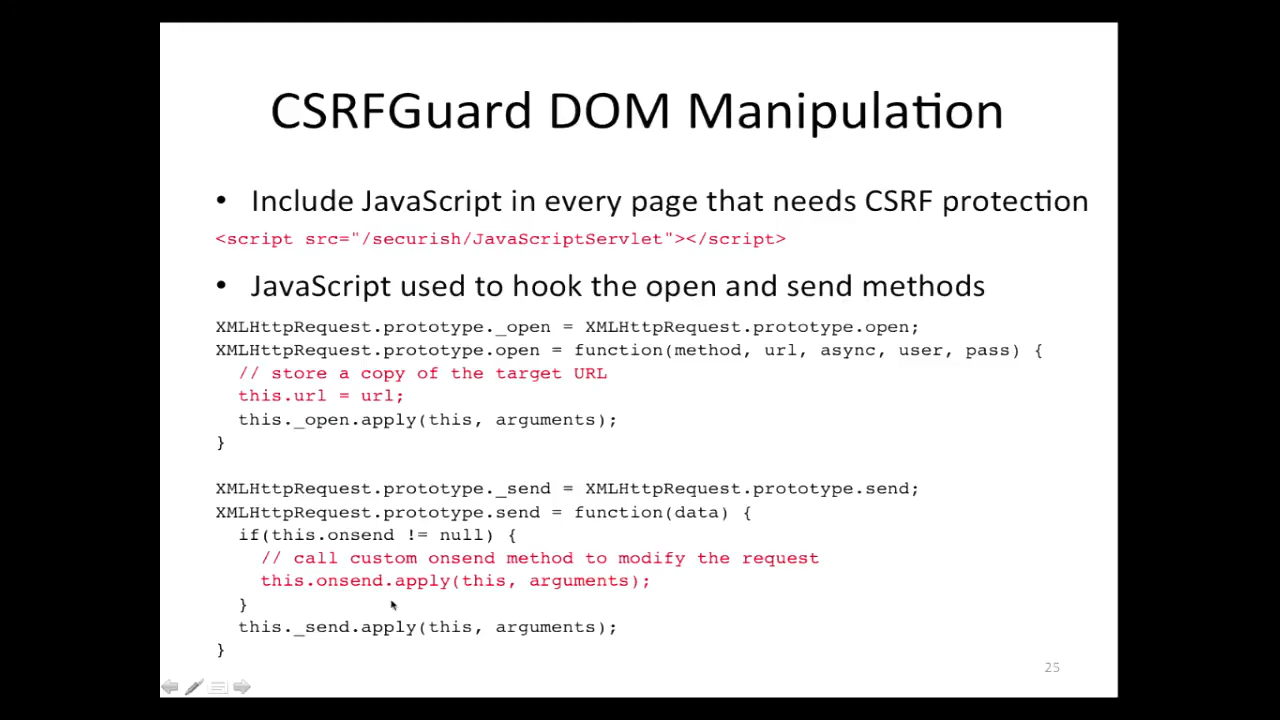 CSRFGuard DOM Manipulation
• Include JavaScript in every page that needs CSRF protection
<script src="/securish/JavaScriptServlet"></script>
• JavaScript used to hook the open and send methods
XMLHttpRequest.prototype._open = XMLHttpRequest.prototype.open;
XMLHttpRequest.prototype.open = function(method, url, async, user, pass) {
  // store a copy of the target URL
  this.url = url;
  this._open.apply(this, arguments);
}
XMLHttpRequest.prototype._send = XMLHttpRequest.prototype.send;
XMLHttpRequest.prototype.send = function(data) {
  if(this.onsend != null) {
    // call custom onsend method to modify the request
    this.onsend.apply(this, arguments);
  }
  this._send.apply(this, arguments);
}
25